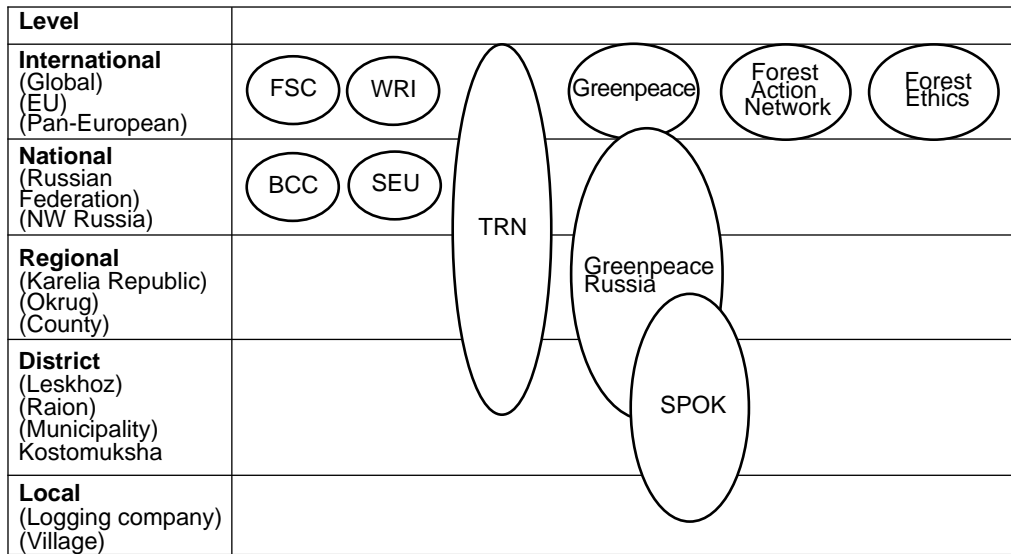 Level
International
(Global)
(EU)
(Pan-European)
FSC
WRI
Greenpeace
Forest
Action
Network
Forest
Ethics
National
(Russian
Federation)
(NW Russia)
BCC
SEU
TRN
Regional
(Karelia Republic)
(Okrug)
(County)
Greenpeace
Russia
District
(Leskhoz)
(Raion)
(Municipality)
Kostomuksha
SPOK
Local
(Logging company)
(Village)